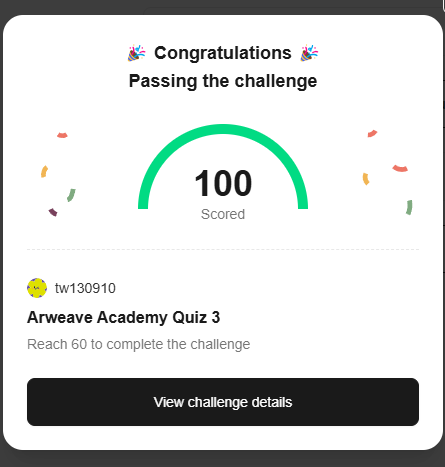 🎉 Congratulations 🎉
Passing the challenge
100
Scored
tw130910
Arweave Academy Quiz 3
Reach 60 to complete the challenge
View challenge details